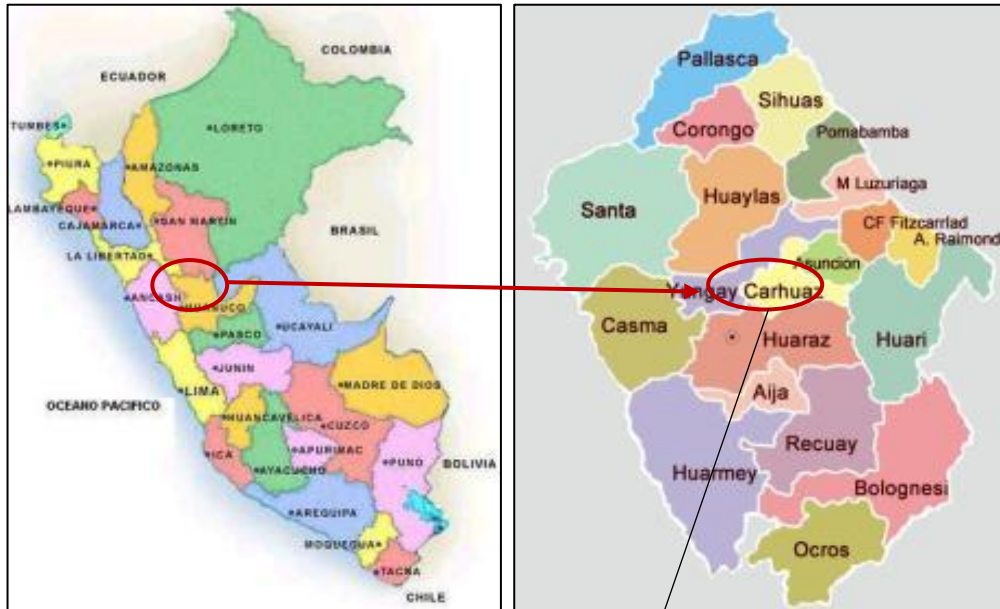 COLOMBIA
ECUADOR
TUMBES
LORETO
PIURA
AMAZONAS
LAMBAYEQUE
SAN MARTIN
CAJAMARCA
BRASIL
LA LIBERTAD
ANCASH
HUANUCO
UCAYALI
PASCO
JUNIN
LIMA
MADRE DE DIOS
OCEANO PACIFICO
HUANCAVELICA
CUZCO
ICA
APURIMAC
PUNO
BOLIVIA
AYACUCHO
AREQUIPA
MOQUEGUA
TACNA
CHILE
Pallasca
Sihuas
Corongo
Pomabamba
Huaylas
M Luzuriaga
Santa
CF Fitzcarrlad
A. Raimond
Asuncion
Yungay
Carhuaz
Casma
Huaraz
Huari
Aija
Recuay
Huarmey
Bolognesi
Ocros